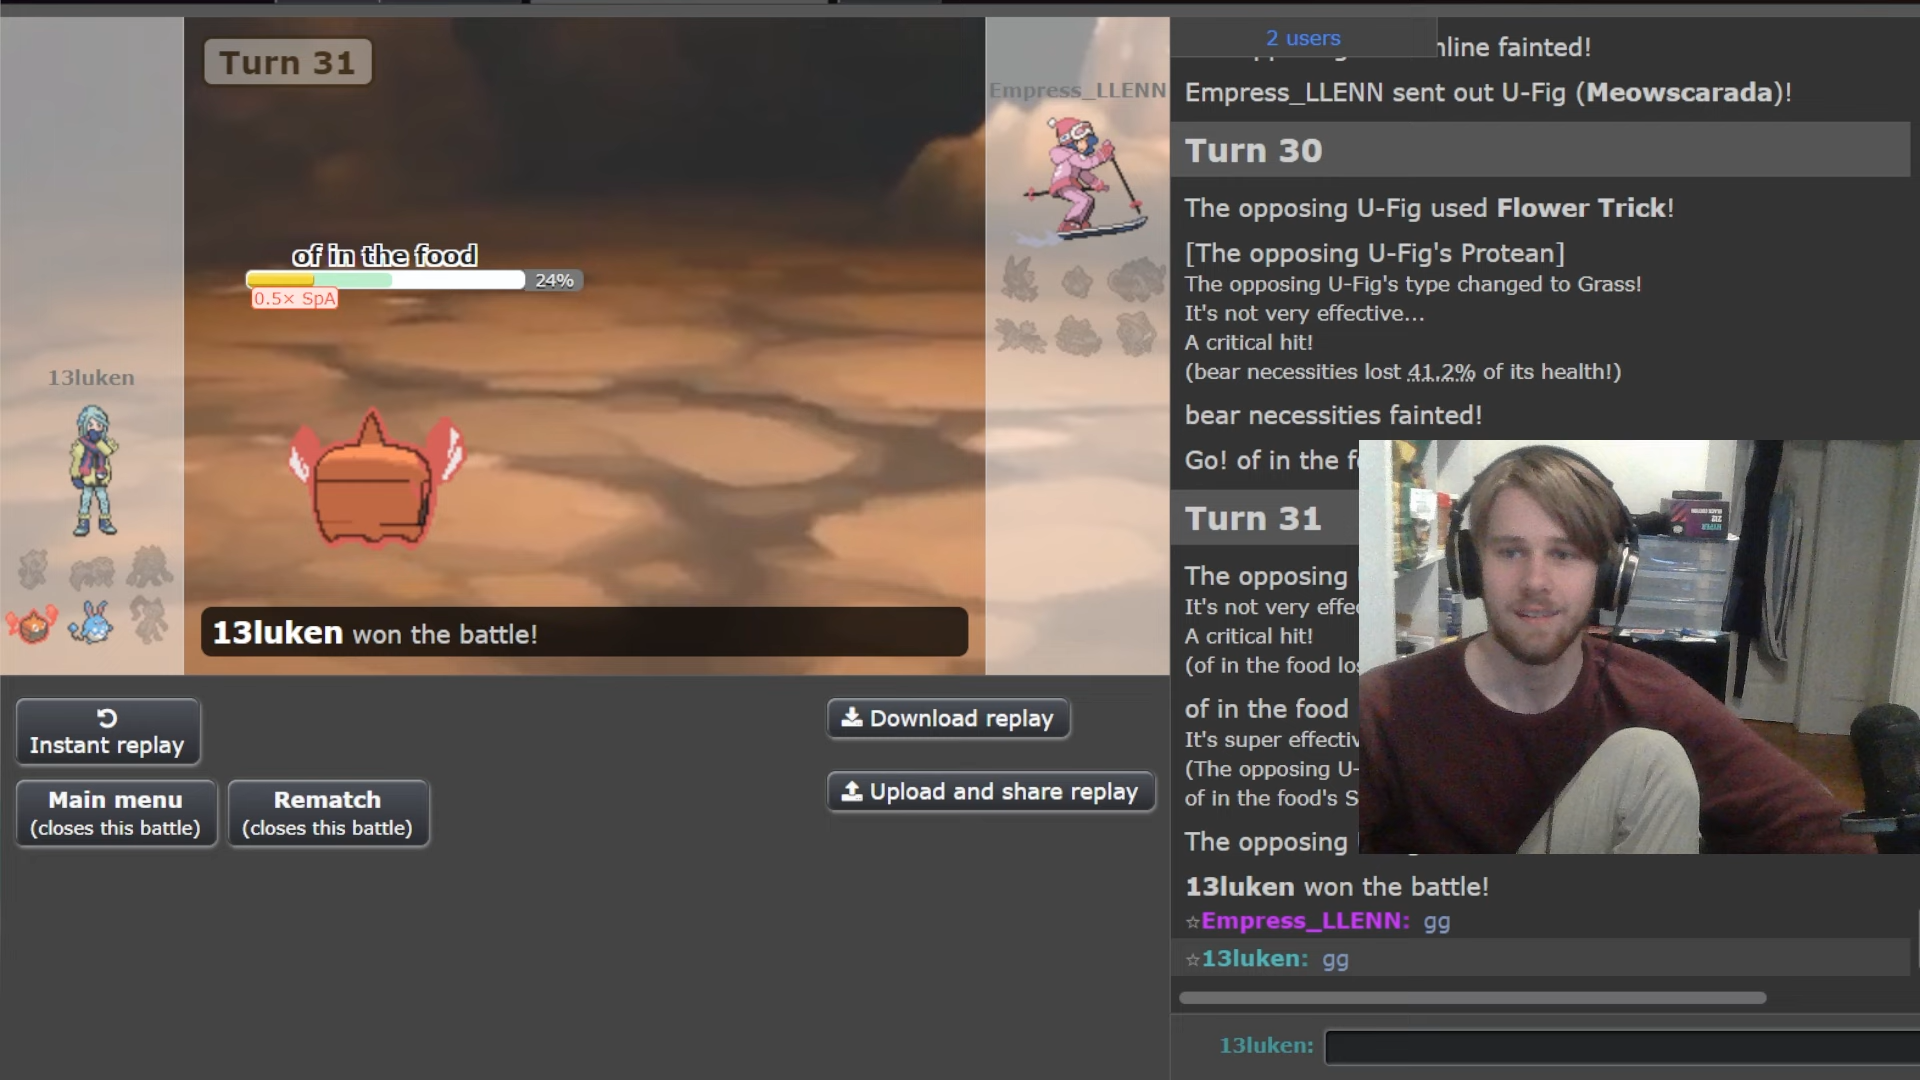 Turn 31
Empress_LLENN
of in the food
24%
0.5× SpA
13luken
13luken won the battle!
Instant replay
Main menu
(closes this battle)
Rematch
(closes this battle)
Download replay
Upload and share replay
2 users
fainted!
Empress_LLENN sent out U-Fig (Meowscarada)!
Turn 30
The opposing U-Fig used Flower Trick!
[The opposing U-Fig's Protean]
The opposing U-Fig's type changed to Grass!
It's not very effective...
A critical hit!
(bear necessities lost 41.2% of its health!)
bear necessities fainted!
Go! of in the
Turn 31
The opposing
It's not very
A critical hit!
(of in the food
of in the food
It's super
(The opposing
of in the food's
The opposing
13luken won the battle!
☆Empress_LLENN: gg
☆13luken: gg
13luken: